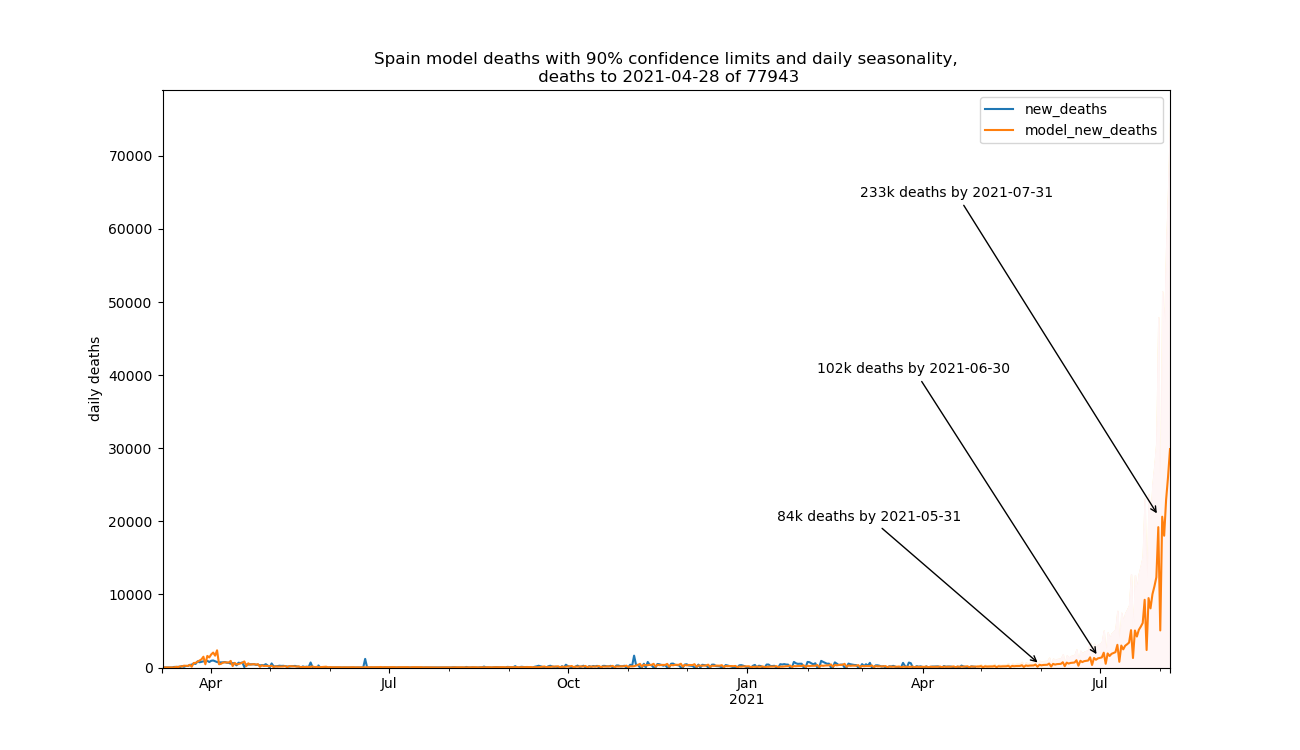 Spain model deaths with 90% confidence limits and daily seasonality,
deaths to 2021-04-28 of 77943
new_deaths
model_new_deaths
70000
60000
50000
40000
30000
20000
10000
0
daily deaths
233k deaths by 2021-07-31
102k deaths by 2021-06-30
84k deaths by 2021-05-31
Apr
Jul
Oct
Jan
2021
Apr
Jul